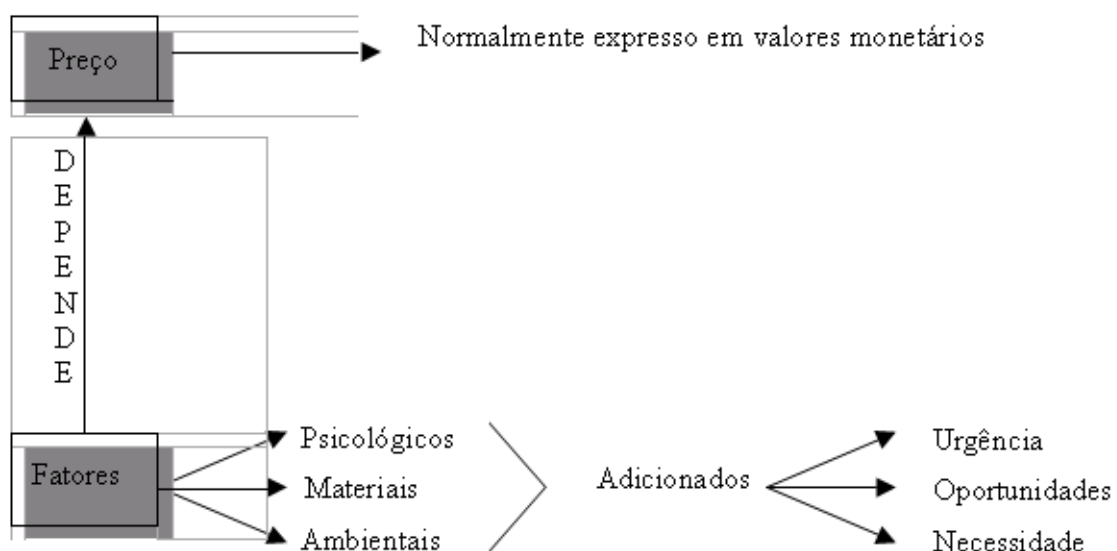 Normalmente expresso em valores monetários
Preço
D
E
P
E
N
D
E
Psicológicos
Urgência
Fatores
Materiais
Adicionados
Oportunidades
Ambientais
Necessidade